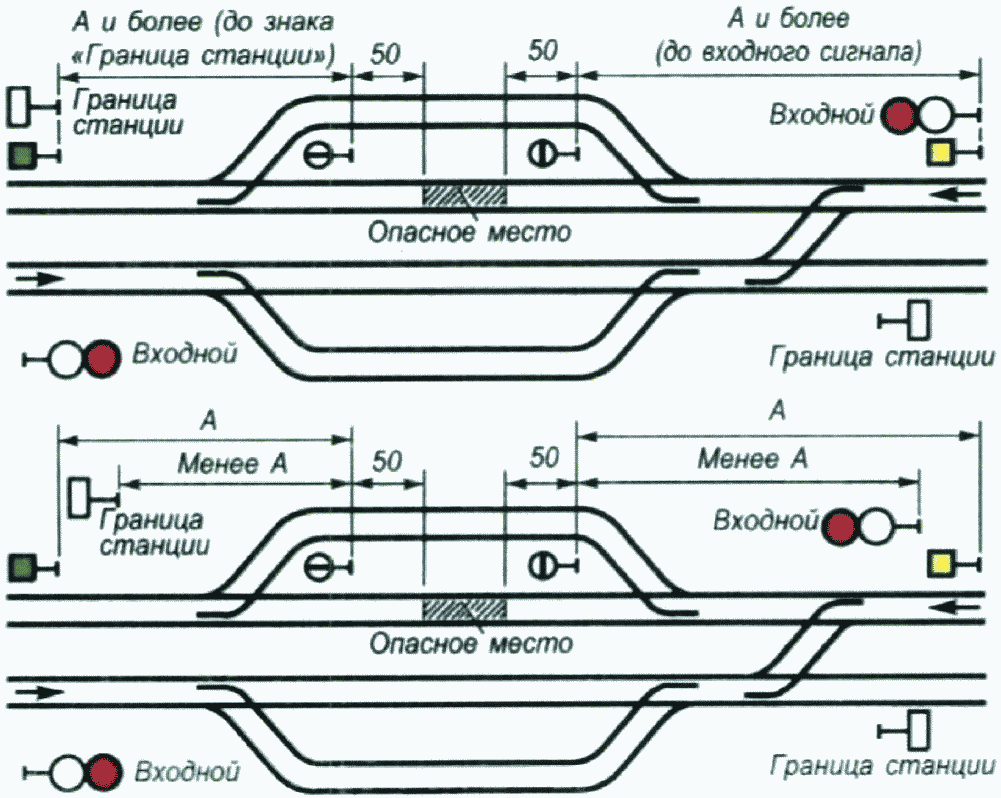 А и более (до знака
«Граница станции»)
50
50
А и более
(до входного сигнала)
Граница
станции
Входной
Опасное место
Входной
Граница станции
А
А
Менее А
50
50
Менее А
Граница
станции
Входной
Опасное место
Входной
Граница станции